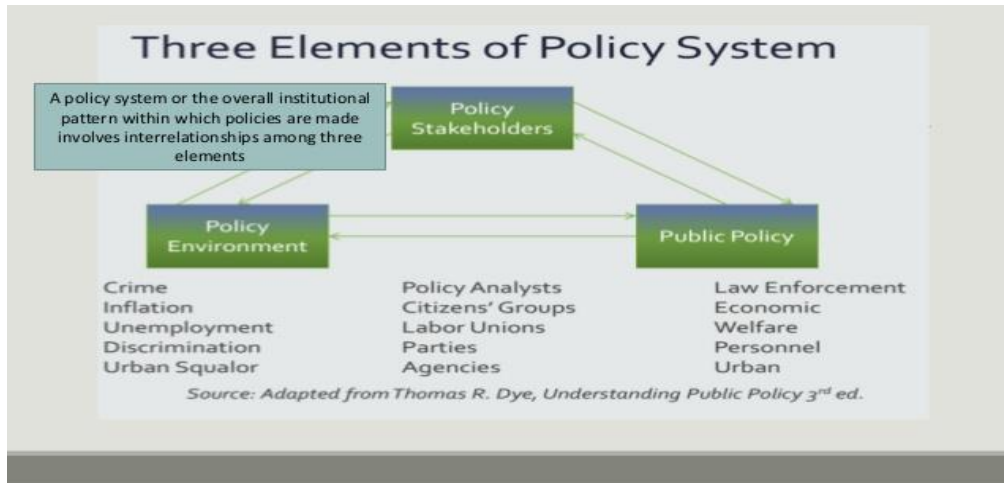 Three Elements of Policy System
A policy system or the overall institutional
pattern within which policies are made
involves interrelationships among three
elements
Policy
Stakeholders
Policy
Environment
Public Policy
Crime
Inflation
Unemployment
Discrimination
Urban Squalor
Policy Analysts
Citizens' Groups
Labor Unions
Parties
Agencies
Law Enforcement
Economic
Welfare
Personnel
Urban
Source: Adapted from Thomas R. Dye, Understanding Public Policy 3rd ed.